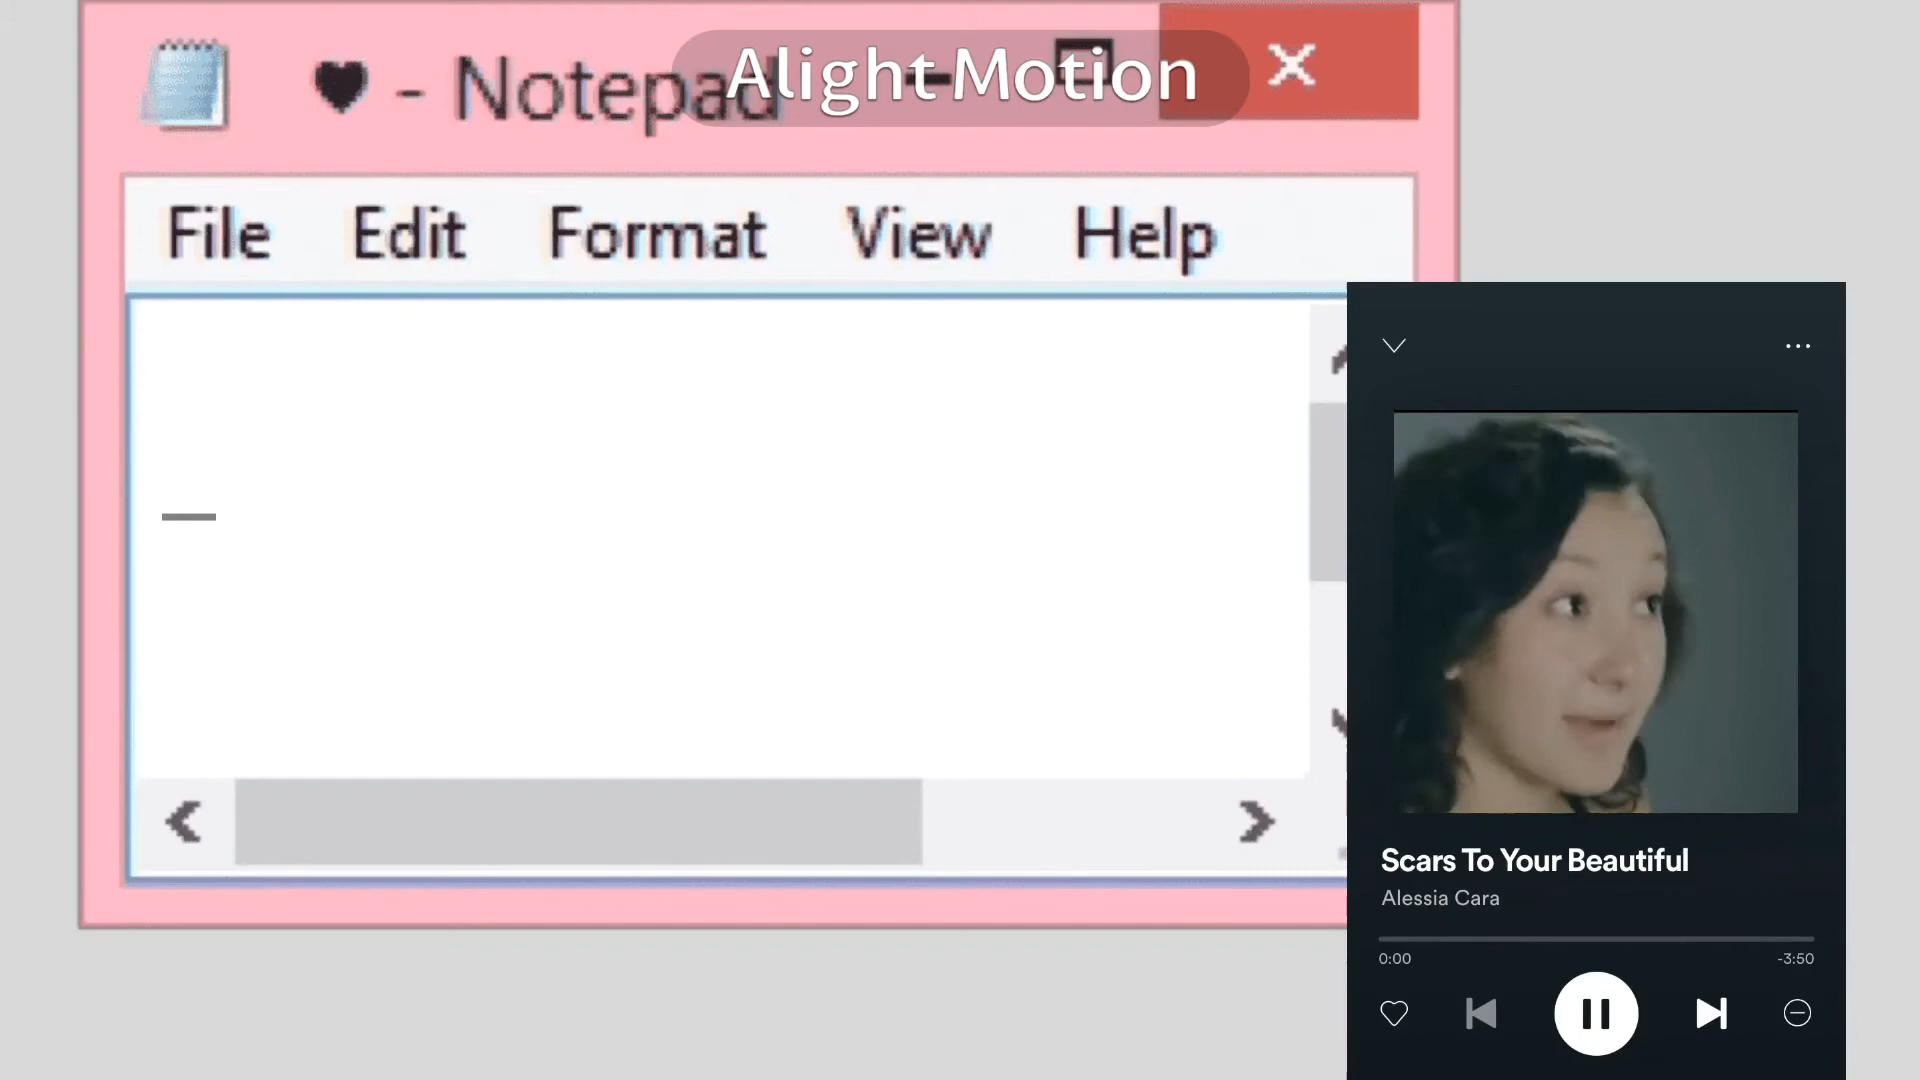 ♥ - Notepad
Alight Motion
File Edit Format View Help
Scars To Your Beautiful
Alessia Cara
0:00 -3:50